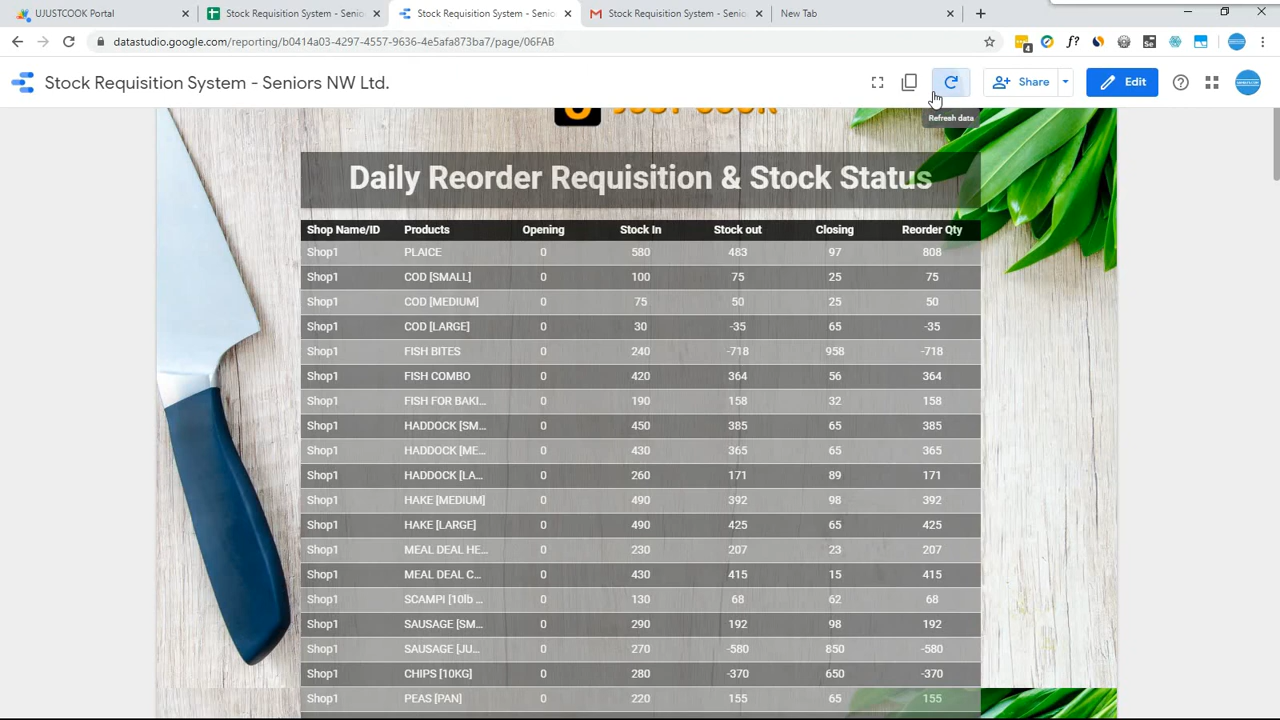 UJUSTCOOK Portal
Stock Requisition System - Senio
Stock Requisition System - Senio
Stock Requisition System - Seniors
New Tab
datastudio.google.com/reporting/b0414a03-4297-4557-9636-4e5afa873ba7/page/06FAB
4
f?
Se
Stock Requisition System - Seniors NW Ltd.
Share
Edit
Refresh data
Daily Reorder Requisition & Stock Status
Shop Name/ID Products Opening Stock In Stock out Closing Reorder Qty
Shop1 PLAICE 0 580 483 97 808
Shop1 COD [SMALL] 0 100 75 25 75
Shop1 COD [MEDIUM] 0 75 50 25 50
Shop1 COD [LARGE] 0 30 -35 65 -35
Shop1 FISH BITES 0 240 -718 958 -718
Shop1 FISH COMBO 0 420 364 56 364
Shop1 FISH FOR BAKI... 0 190 158 32 158
Shop1 HADDOCK [SM... 0 450 385 65 385
Shop1 HADDOCK [ME... 0 430 365 65 365
Shop1 HADDOCK [LA... 0 260 171 89 171
Shop1 HAKE [MEDIUM] 0 490 392 98 392
Shop1 HAKE [LARGE] 0 490 425 65 425
Shop1 MEAL DEAL HE... 0 230 207 23 207
Shop1 MEAL DEAL C... 0 430 415 15 415
Shop1 SCAMPI [10lb ... 0 130 68 62 68
Shop1 SAUSAGE [SM... 0 290 192 98 192
Shop1 SAUSAGE [JU... 0 270 -580 850 -580
Shop1 CHIPS [10KG] 0 280 -370 650 -370
Shop1 PEAS [PAN] 0 220 155 65 155